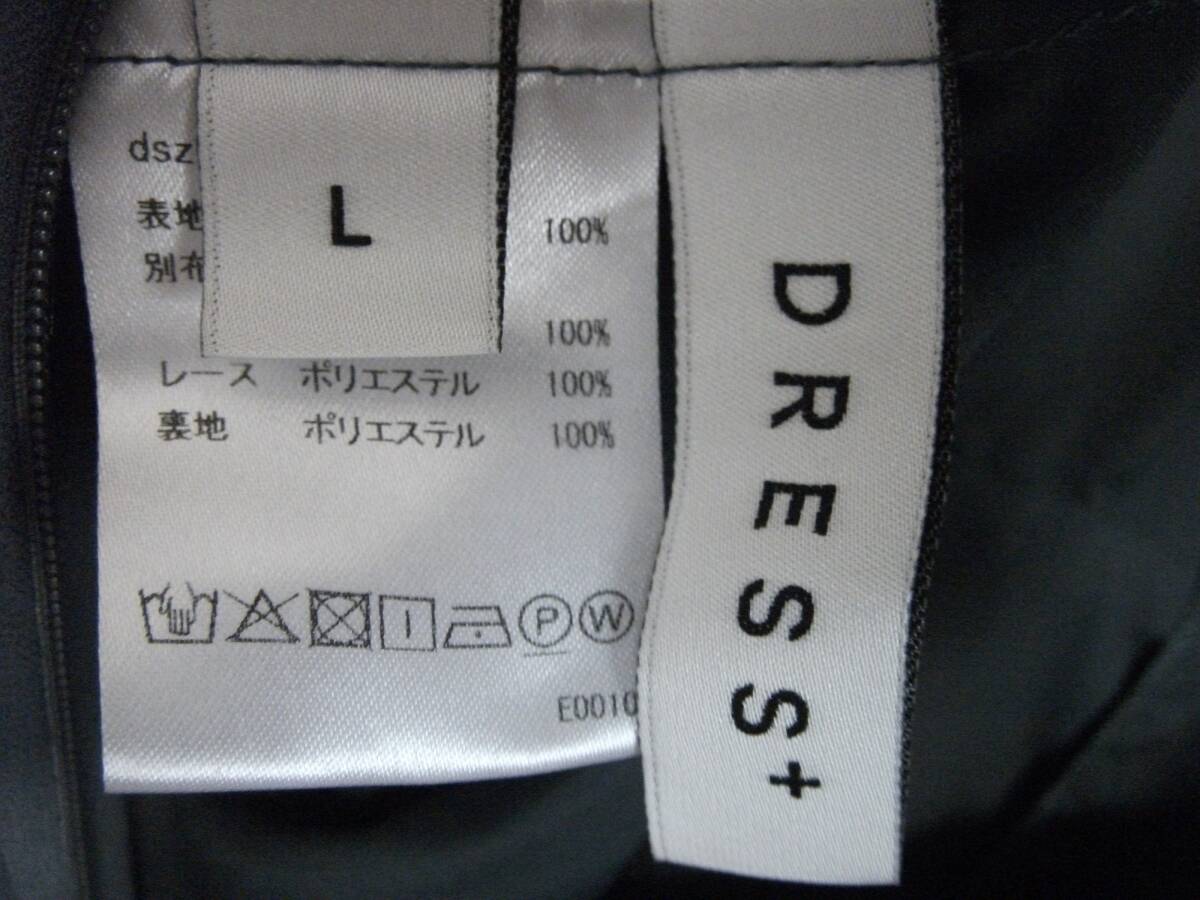 dsz
L
表地 100%
別布
100%
レース ポリエステル 100%
裏地 ポリエステル 100%
P W
E0010
DRESS+